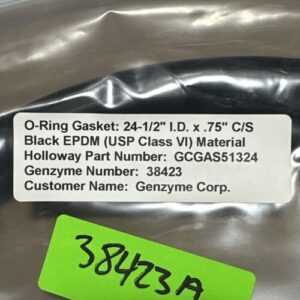 O-Ring Gasket: 24-1/2" I.D. x .75" C/S
Black EPDM (USP Class VI) Material
Holloway Part Number: GCGAS51324
Genzyme Number: 38423
Customer Name: Genzyme Corp.
38423A